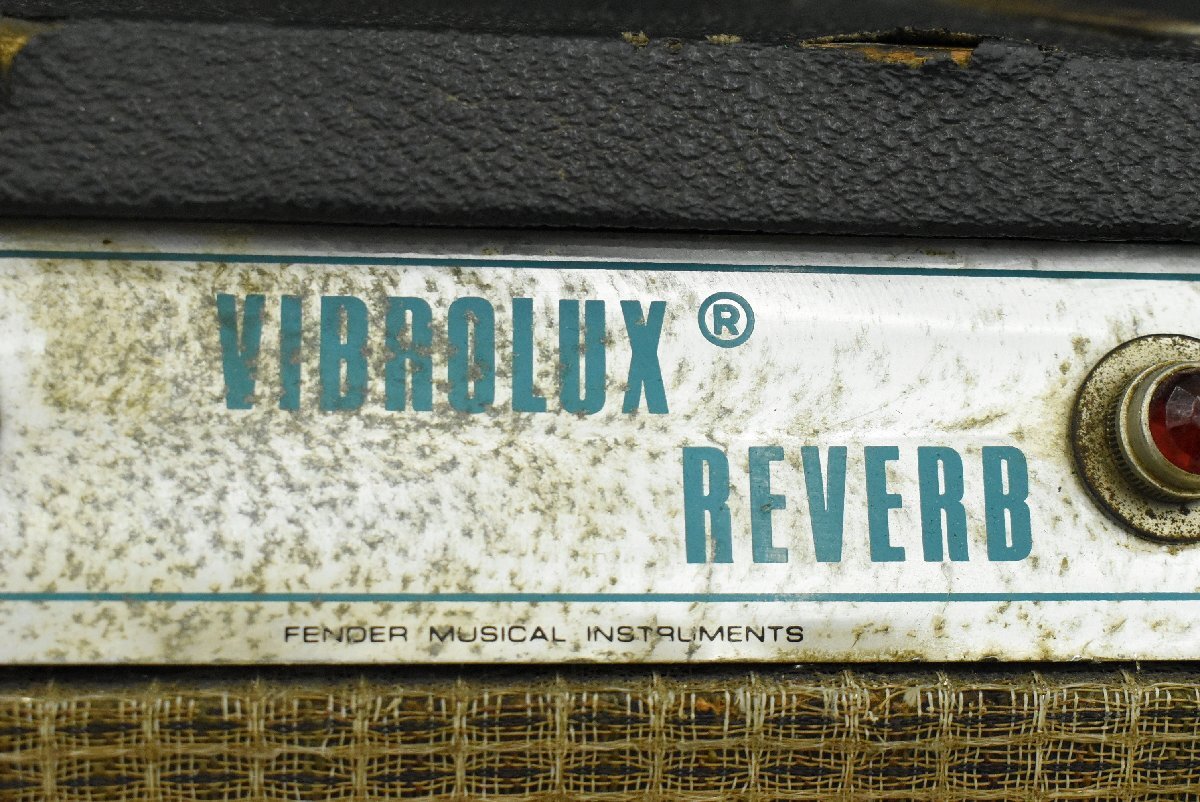 VIBROLUX ®
REVERB
FENDER MUSICAL INSTRUMENTS